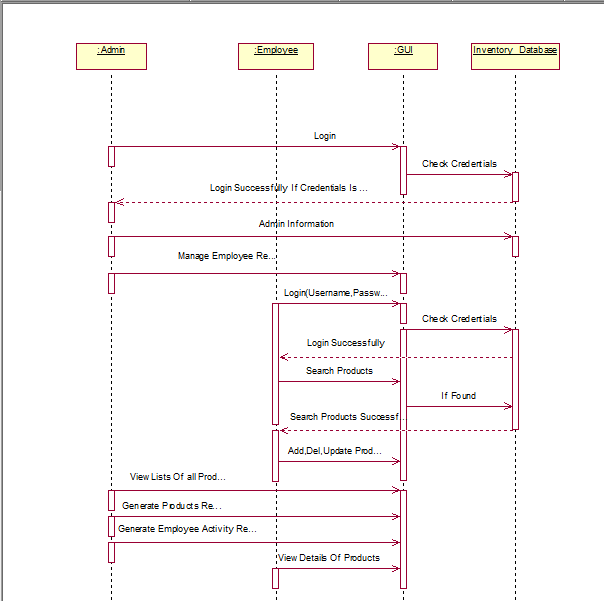 :Admin
:Employee
:GUI
Inventory_Database
Login
Check Credentials
Login Successfully If Credentials Is ...
Admin Information
Manage Employee Re...
Login(Username,Passw...
Check Credentials
Login Successfully
Search Products
If Found
Search Products Successf...
Add,Del,Update Prod...
View Lists Of all Prod...
Generate Products Re...
Generate Employee Activity Re...
View Details Of Products